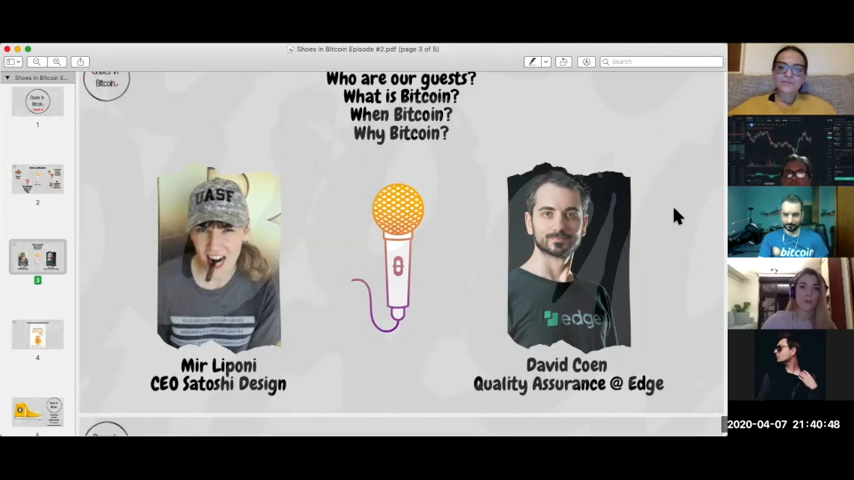 Shoes in Bitcoin Episode #2.pdf (page 3 of 5)
Search
Shoes in Bitcoin E...
1
2
3
4
Bitcoin
Who are our guests?
What is Bitcoin?
When Bitcoin?
Why Bitcoin?
UASF
edge
Mir Liponi
CEO Satoshi Design
David Coen
Quality Assurance @ Edge
bitcoin
2020-04-07 21:40:48